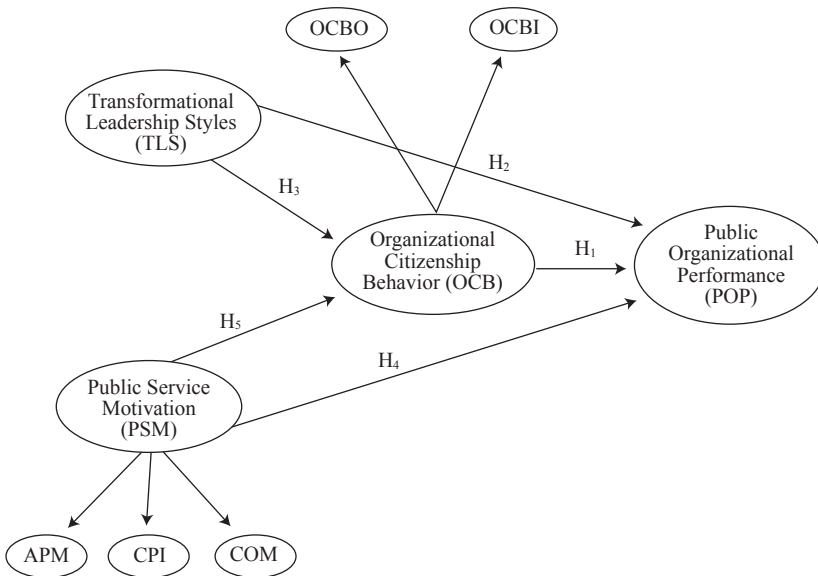 OCBO
OCBI
Transformational
Leadership Styles
(TLS)
H₂
H₃
Organizational
Citizenship
Behavior (OCB)
H₁
Public
Organizational
Performance
(POP)
H₅
H₄
Public Service
Motivation
(PSM)
APM
CPI
COM